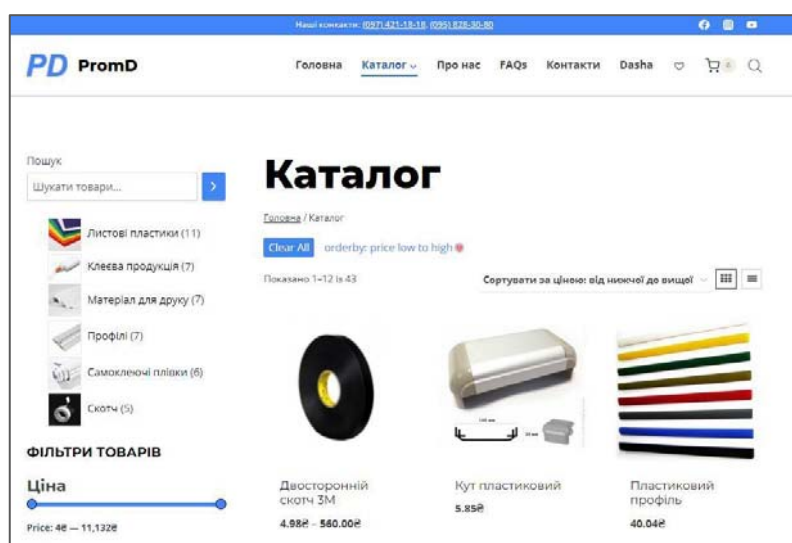 Наші контакти: (097) 421-18-18, (095) 828-30-80
PD PromD
Головна Каталог Про нас FAQs Контакти Dasha
Пошук
Шукати товари...
Листові пластики (11)
Клеєва продукція (7)
Матеріал для друку (7)
Профілі (7)
Самоклеючі плівки (6)
Скотч (5)
ФІЛЬТРИ ТОВАРІВ
Ціна
Price: 4₴ — 11,132₴
Каталог
Головна / Каталог
Clear All orderby: price low to high
Показано 1–12 із 43
Сортувати за ціною: від нижчої до вищої
Двосторонній
скотч 3М
4.98₴ – 560.00₴
Кут пластиковий
5.85₴
Пластиковий
профіль
40.04₴